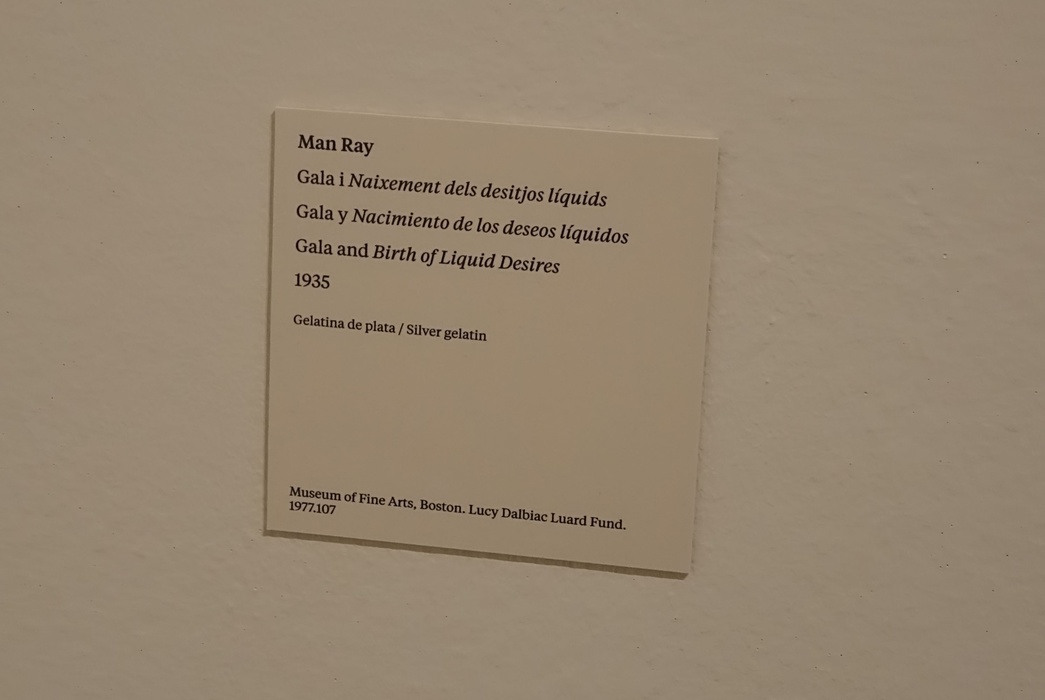 Man Ray
Gala i Naixement dels desitjos líquids
Gala y Nacimiento de los deseos líquidos
Gala and Birth of Liquid Desires
1935
Gelatina de plata / Silver gelatin
Museum of Fine Arts, Boston. Lucy Dalbiac Luard Fund.
1977.107